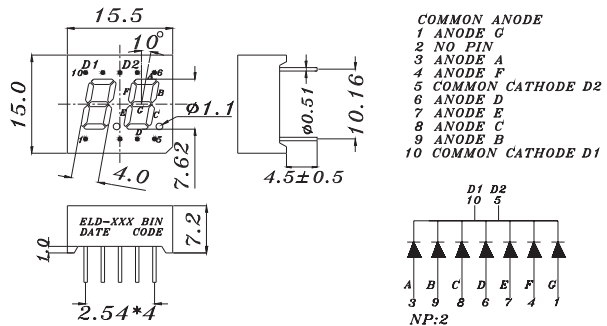 15.5
10°
D1 D2
10 6
A
F B
G
E C
D
1 5
15.0
Ø1.1
4.0
7.62
Ø0.51
10.16
4.5±0.5
COMMON ANODE
1 ANODE G
2 NO PIN
3 ANODE A
4 ANODE F
5 COMMON CATHODE D2
6 ANODE D
7 ANODE E
8 ANODE C
9 ANODE B
10 COMMON CATHODE D1
ELD-XXX BIN
DATE CODE
7.2
1.0
2.54*4
D1 D2
10 5
A B C D E F G
3 9 8 6 7 4 1
NP:2